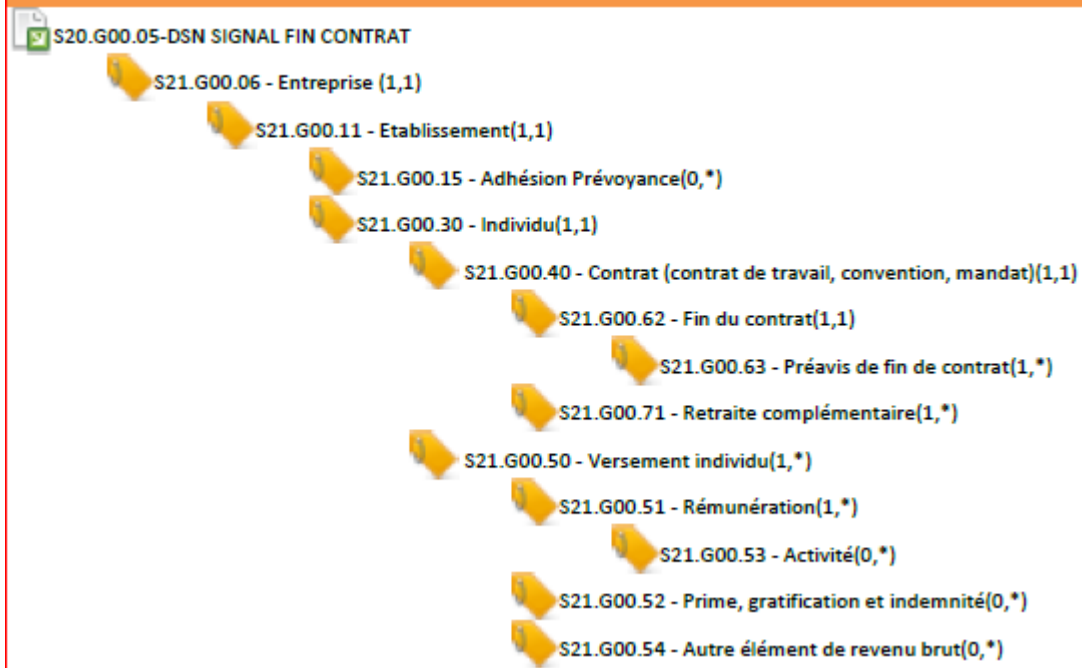 S20.G00.05-DSN SIGNAL FIN CONTRAT
S21.G00.06 - Entreprise (1,1)
S21.G00.11 - Etablissement(1,1)
S21.G00.15 - Adhésion Prévoyance(0,*)
S21.G00.30 - Individu(1,1)
S21.G00.40 - Contrat (contrat de travail, convention, mandat)(1,1)
S21.G00.62 - Fin du contrat(1,1)
S21.G00.63 - Préavis de fin de contrat(1,*)
S21.G00.71 - Retraite complémentaire(1,*)
S21.G00.50 - Versement individu(1,*)
S21.G00.51 - Rémunération(1,*)
S21.G00.53 - Activité(0,*)
S21.G00.52 - Prime, gratification et indemnité(0,*)
S21.G00.54 - Autre élément de revenu brut(0,*)